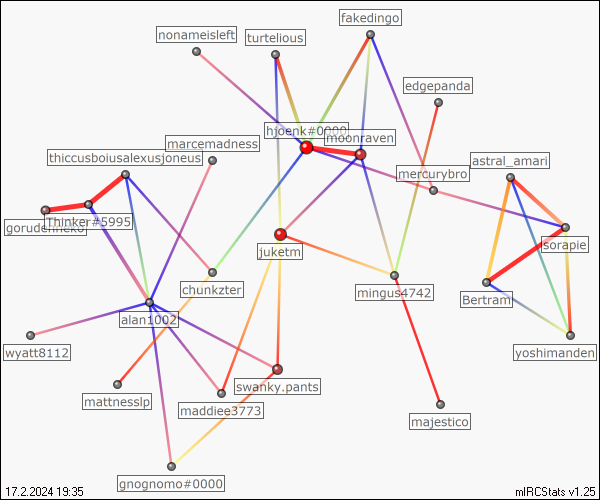 fakedingo
nonameisleft
turtelious
edgepanda
hjoenk#0000
moonraven
marcemadness
thiccusboiusalexusjoneus
astral_amari
mercurybro
Thinker#5995
sorapie
juketm
chunkzter
mingus4742
Bertram
alan1002
wyatt8112
yoshimanden
swanky.pants
mattnesslp
maddiee3773
majestico
gnognomo#0000
17.2.2024 19:35
mIRCStats v1.25